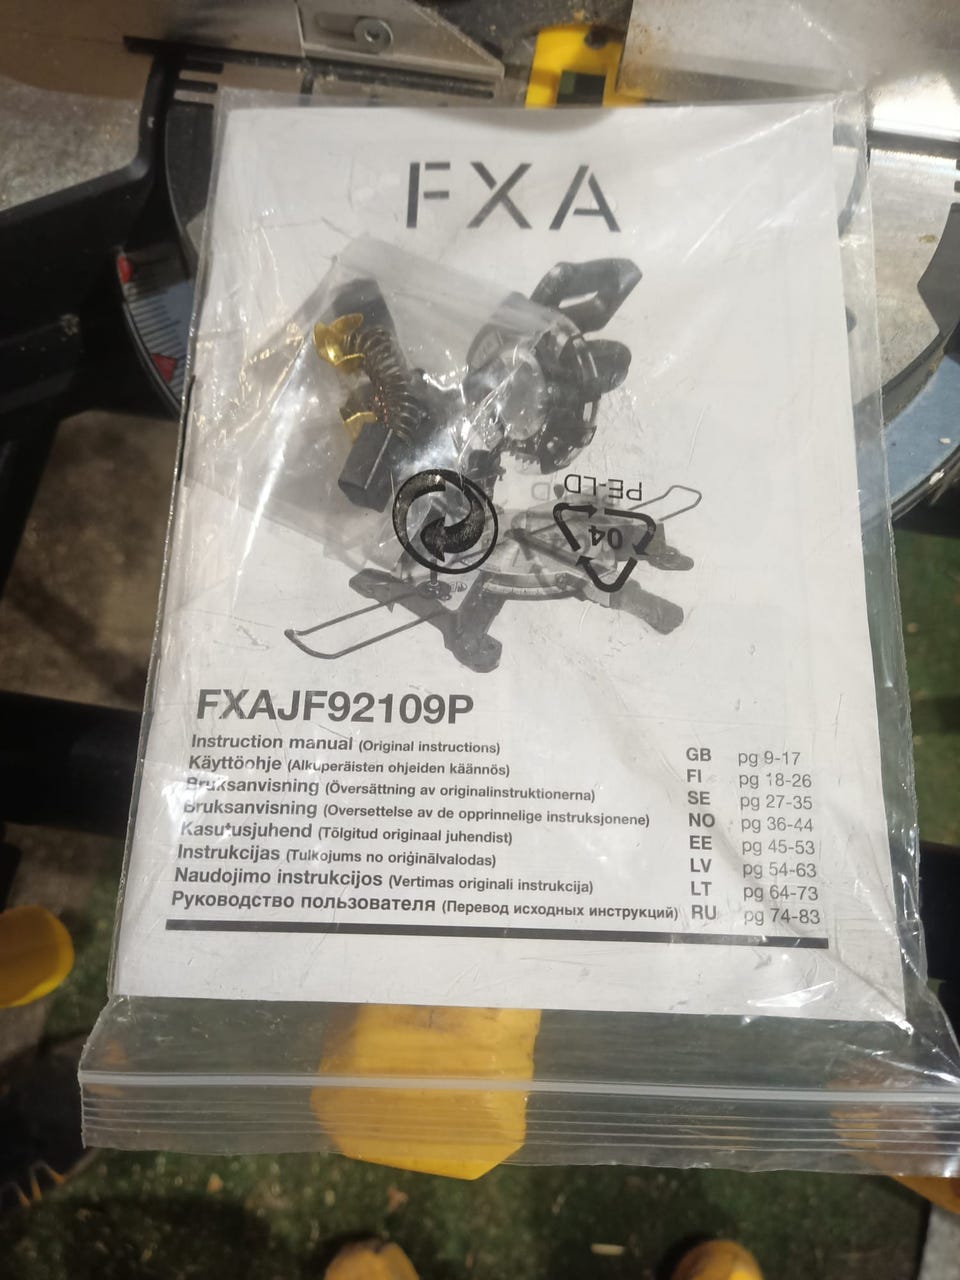 FXA
PE-LD
04
FXAJF92109P
Instruction manual (Original instructions) GB pg 9-17
Käyttöohje (Alkuperäisten ohjeiden käännös) FI pg 18-26
Bruksanvisning (Översättning av originalinstruktionerna) SE pg 27-35
Bruksanvisning (Oversettelse av de opprinnelige instruksjonene) NO pg 36-44
Kasutusjuhend (Tõlgitud originaal juhendist) EE pg 45-53
Instrukcijas (Tulkojums no oriģinālvalodas) LV pg 54-63
Naudojimo instrukcijos (Vertimas originali instrukcija) LT pg 64-73
Руководство пользователя (Перевод исходных инструкций) RU pg 74-83